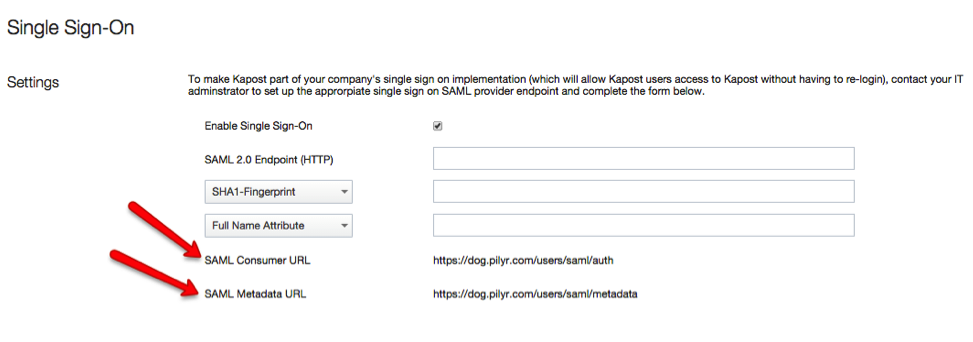 Single Sign-On
Settings
To make Kapost part of your company's single sign on implementation (which will allow Kapost users access to Kapost without having to re-login), contact your IT
adminstrator to set up the approrpiate single sign on SAML provider endpoint and complete the form below.
Enable Single Sign-On
SAML 2.0 Endpoint (HTTP)
SHA1-Fingerprint
Full Name Attribute
SAML Consumer URL https://dog.pilyr.com/users/saml/auth
SAML Metadata URL https://dog.pilyr.com/users/saml/metadata